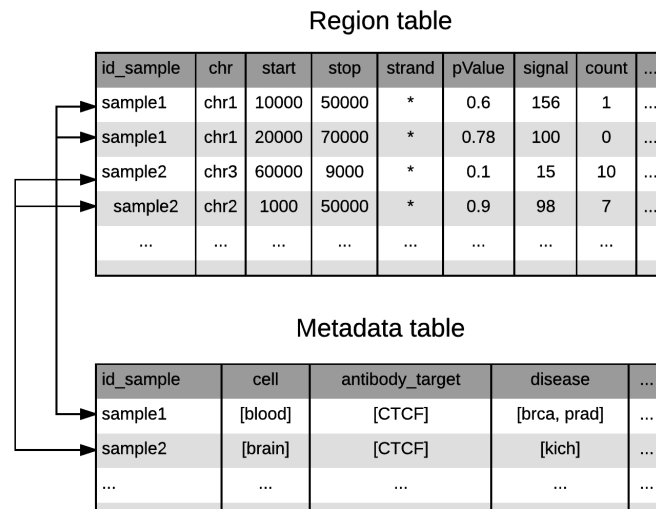 Region table
id_sample chr start stop strand pValue signal count ...
sample1 chr1 10000 50000 * 0.6 156 1 ...
sample1 chr1 20000 70000 * 0.78 100 0 ...
sample2 chr3 60000 9000 * 0.1 15 10 ...
sample2 chr2 1000 50000 * 0.9 98 7 ...
... ... ... ... ... ... ... ...
Metadata table
id_sample cell antibody_target disease ...
sample1 [blood] [CTCF] [brca, prad] ...
sample2 [brain] [CTCF] [kich] ...
... ... ... ... ...